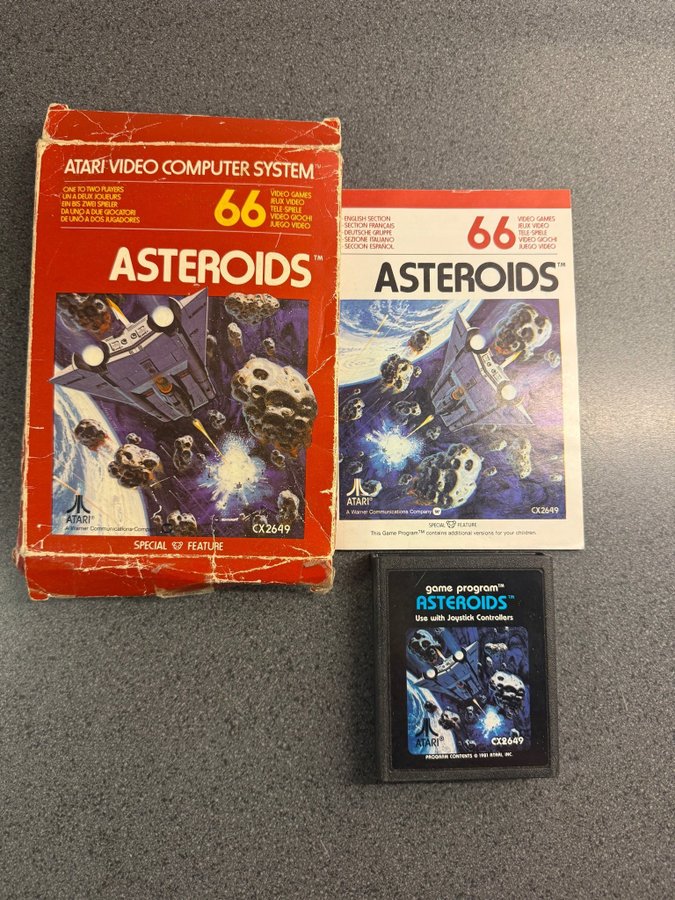 ATARI VIDEO COMPUTER SYSTEM™
ONE TO TWO PLAYERS
UN A DEUX JOUEURS
EIN BIS ZWEI SPIELER
DA UNO A DUE GIOCATORI
DE UNO A DOS JUGADORES
66
VIDEO GAMES
JEUX VIDEO
TELE-SPIELE
VIDEO GIOCHI
JUEGO VIDEO
ASTEROIDS™
ATARI®
A Warner Communications Company
CX2649
SPECIAL FEATURE
ENGLISH SECTION
SECTION FRANÇAIS
DEUTSCHE GRUPPE
SEZIONE ITALIANO
SECCION ESPAÑOL
66
VIDEO GAMES
JEUX VIDEO
TELE-SPIELE
VIDEO GIOCHI
JUEGO VIDEO
ASTEROIDS™
ATARI®
A Warner Communications Company
CX2649
SPECIAL FEATURE
This Game Program™ contains additional versions for your children.
game program™
ASTEROIDS™
Use with Joystick Controllers
ATARI®
CX2649
PROGRAM CONTENTS © 1981 ATARI, INC.